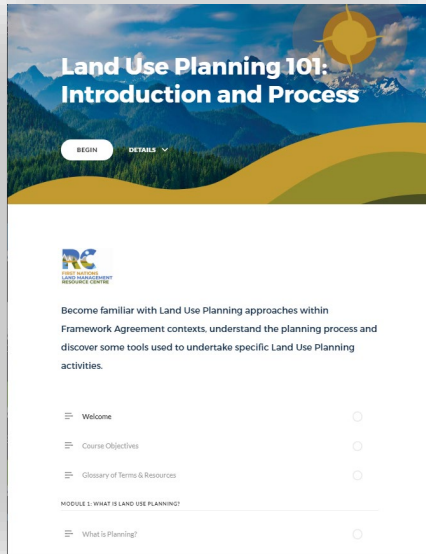 Land Use Planning 101:
Introduction and Process
BEGIN
DETAILS
RC
FIRST NATIONS
LAND MANAGEMENT
RESOURCE CENTRE
Become familiar with Land Use Planning approaches within
Framework Agreement contexts, understand the planning process and
discover some tools used to undertake specific Land Use Planning
activities.
Welcome
Course Objectives
Glossary of Terms & Resources
MODULE 1: WHAT IS LAND USE PLANNING?
What is Planning?